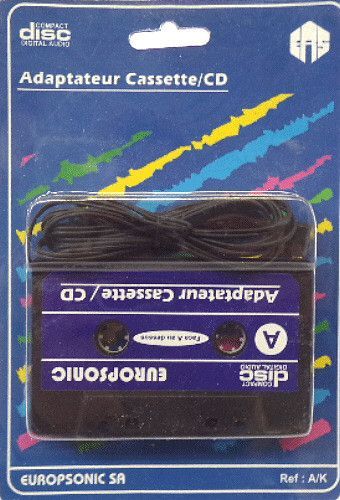 COMPACT
disc
DIGITAL AUDIO
EAS
Adaptateur Cassette/CD
Adaptateur Cassette / CD
A
Face A au dessus
COMPACT
disc
DIGITAL AUDIO
EUROPSONIC
EUROPSONIC SA
Ref : A/K